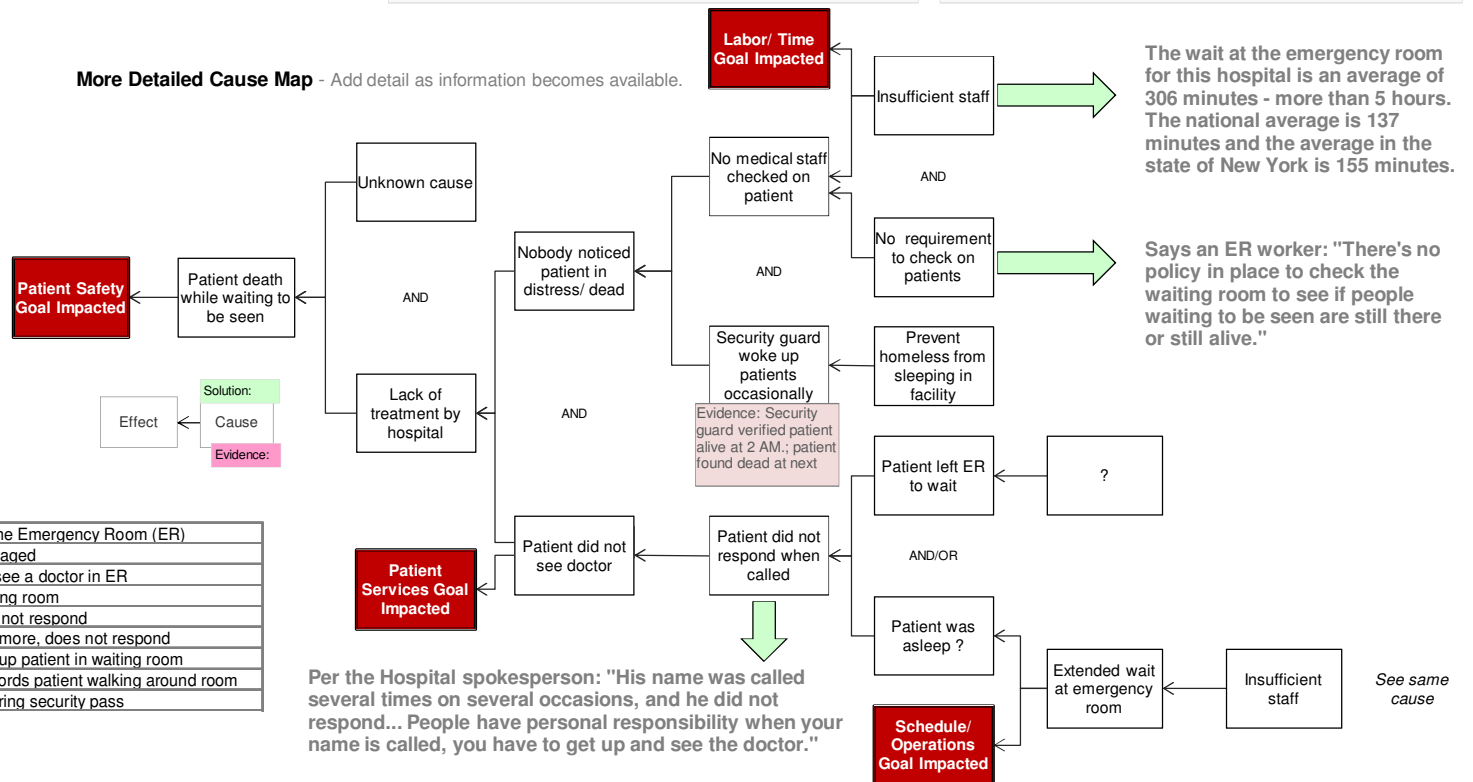 More Detailed Cause Map - Add detail as information becomes available.
Labor/ Time
Goal Impacted
Insufficient staff
The wait at the emergency room
for this hospital is an average of
306 minutes - more than 5 hours.
The national average is 137
minutes and the average in the
state of New York is 155 minutes.
Unknown cause
No medical staff
checked on
patient
AND
Nobody noticed
patient in
distress/ dead
No requirement
to check on
patients
Says an ER worker: "There's no
policy in place to check the
waiting room to see if people
waiting to be seen are still there
or still alive."
Patient Safety
Goal Impacted
Patient death
while waiting to
be seen
AND
AND
Security guard
woke up
patients
occasionally
Prevent
homeless from
sleeping in
facility
Evidence: Security
guard verified patient
alive at 2 AM.; patient
found dead at next
Solution:
Effect
Cause
Evidence:
Lack of
treatment by
hospital
AND
Patient left ER
to wait
?
Patient did not
see doctor
Patient did not
respond when
called
AND/OR
Patient
Services Goal
Impacted
Patient was
asleep ?
Extended wait
at emergency
room
Insufficient
staff
See same
cause
Schedule/
Operations
Goal Impacted
Per the Hospital spokesperson: "His name was called
several times on several occasions, and he did not
respond... People have personal responsibility when your
name is called, you have to get up and see the doctor."
ne Emergency Room (ER)
aged
see a doctor in ER
ng room
not respond
more, does not respond
up patient in waiting room
ords patient walking around room
ring security pass